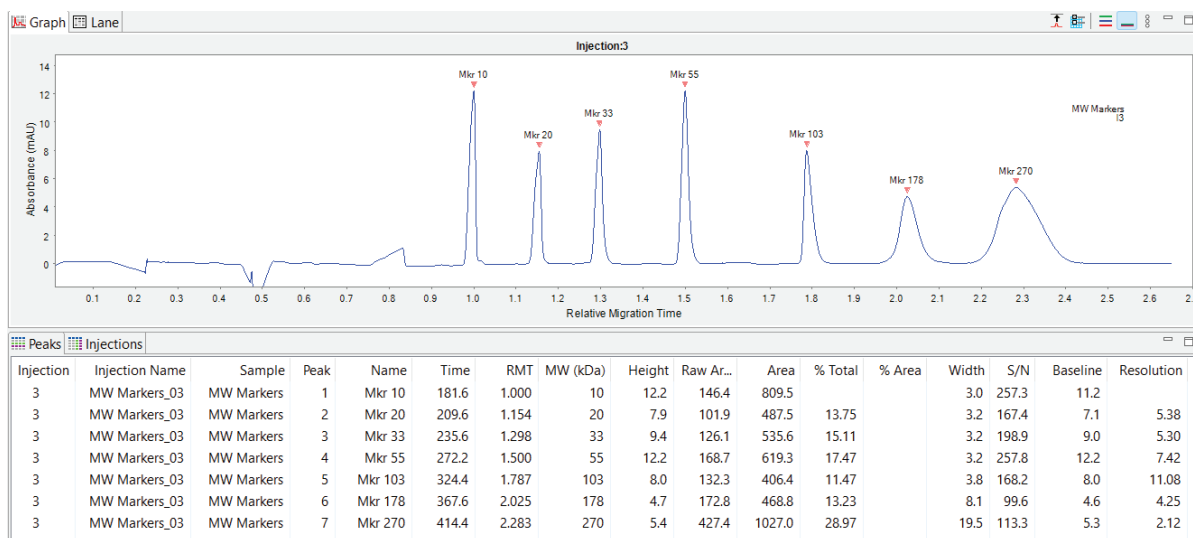 Graph Lane
Injection:3
Absorbance (mAU)
14
12
10
8
6
4
2
0
Mkr 10
Mkr 20
Mkr 33
Mkr 55
Mkr 103
Mkr 178
Mkr 270
MW Markers
I3
0.1 0.2 0.3 0.4 0.5 0.6 0.7 0.8 0.9 1.0 1.1 1.2 1.3 1.4 1.5 1.6 1.7 1.8 1.9 2.0 2.1 2.2 2.3 2.4 2.5 2.6
Relative Migration Time
Peaks Injections
Injection Injection Name Sample Peak Name Time RMT MW (kDa) Height Raw Ar... Area % Total % Area Width S/N Baseline Resolution
3 MW Markers_03 MW Markers 1 Mkr 10 181.6 1.000 10 12.2 146.4 809.5 3.0 257.3 11.2
3 MW Markers_03 MW Markers 2 Mkr 20 209.6 1.154 20 7.9 101.9 487.5 13.75 3.2 167.4 7.1 5.38
3 MW Markers_03 MW Markers 3 Mkr 33 235.6 1.298 33 9.4 126.1 535.6 15.11 3.2 198.9 9.0 5.30
3 MW Markers_03 MW Markers 4 Mkr 55 272.2 1.500 55 12.2 168.7 619.3 17.47 3.2 257.8 12.2 7.42
3 MW Markers_03 MW Markers 5 Mkr 103 324.4 1.787 103 8.0 132.3 406.4 11.47 3.8 168.2 8.0 11.08
3 MW Markers_03 MW Markers 6 Mkr 178 367.6 2.025 178 4.7 172.8 468.8 13.23 8.1 99.6 4.6 4.25
3 MW Markers_03 MW Markers 7 Mkr 270 414.4 2.283 270 5.4 427.4 1027.0 28.97 19.5 113.3 5.3 2.12